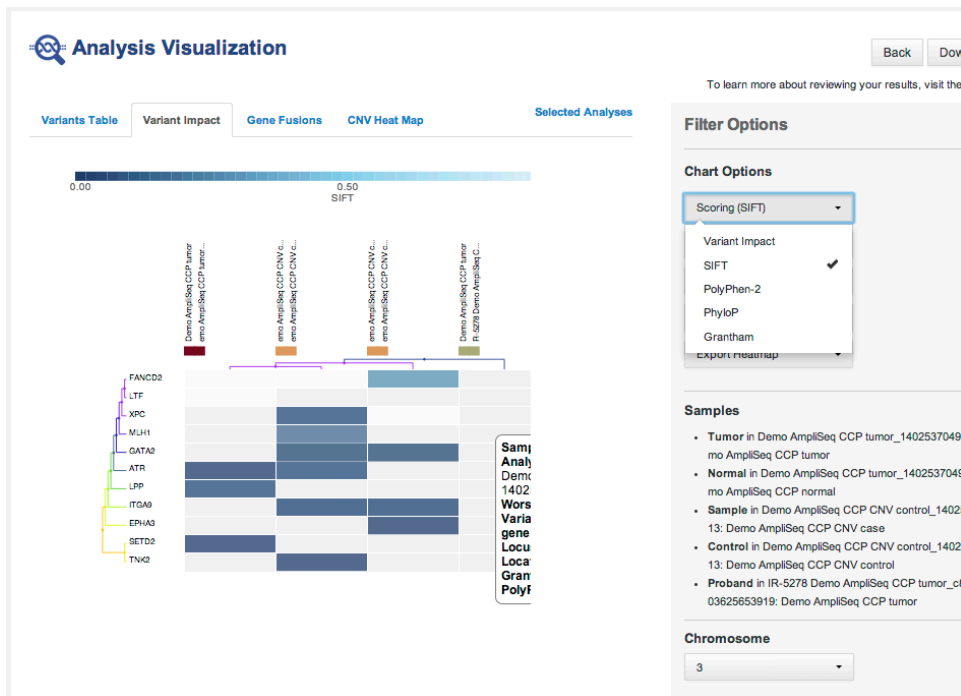 Analysis Visualization
Back
Dow
To learn more about reviewing your results, visit the
Variants Table
Variant Impact
Gene Fusions
CNV Heat Map
Selected Analyses
0.00
0.50
SIFT
Demo AmpliSeq CCP tumor
emo AmpliSeq CCP tumor...
emo AmpliSeq CCP CNV c...
emo AmpliSeq CCP CNV c...
emo AmpliSeq CCP CNV c...
emo AmpliSeq CCP CNV c...
Demo AmpliSeq CCP tumor
R-5278 Demo AmpliSeq C...
FANCD2
LTF
XPC
MLH1
GATA2
ATR
LPP
ITGA9
EPHA3
SETD2
TNK2
Samp
Analy
Demo
1402
Wors
Varia
gene
Locu
Loca
Gran
PolyP
Filter Options
Chart Options
Scoring (SIFT)
Variant Impact
SIFT
PolyPhen-2
PhyloP
Grantham
Export Heatmap
Samples
• Tumor in Demo AmpliSeq CCP tumor_1402537049
mo AmpliSeq CCP tumor
• Normal in Demo AmpliSeq CCP tumor_1402537049
mo AmpliSeq CCP normal
• Sample in Demo AmpliSeq CCP CNV control_1402
13: Demo AmpliSeq CCP CNV case
• Control in Demo AmpliSeq CCP CNV control_1402
13: Demo AmpliSeq CCP CNV control
• Proband in IR-5278 Demo AmpliSeq CCP tumor_c
03625653919: Demo AmpliSeq CCP tumor
Chromosome
3